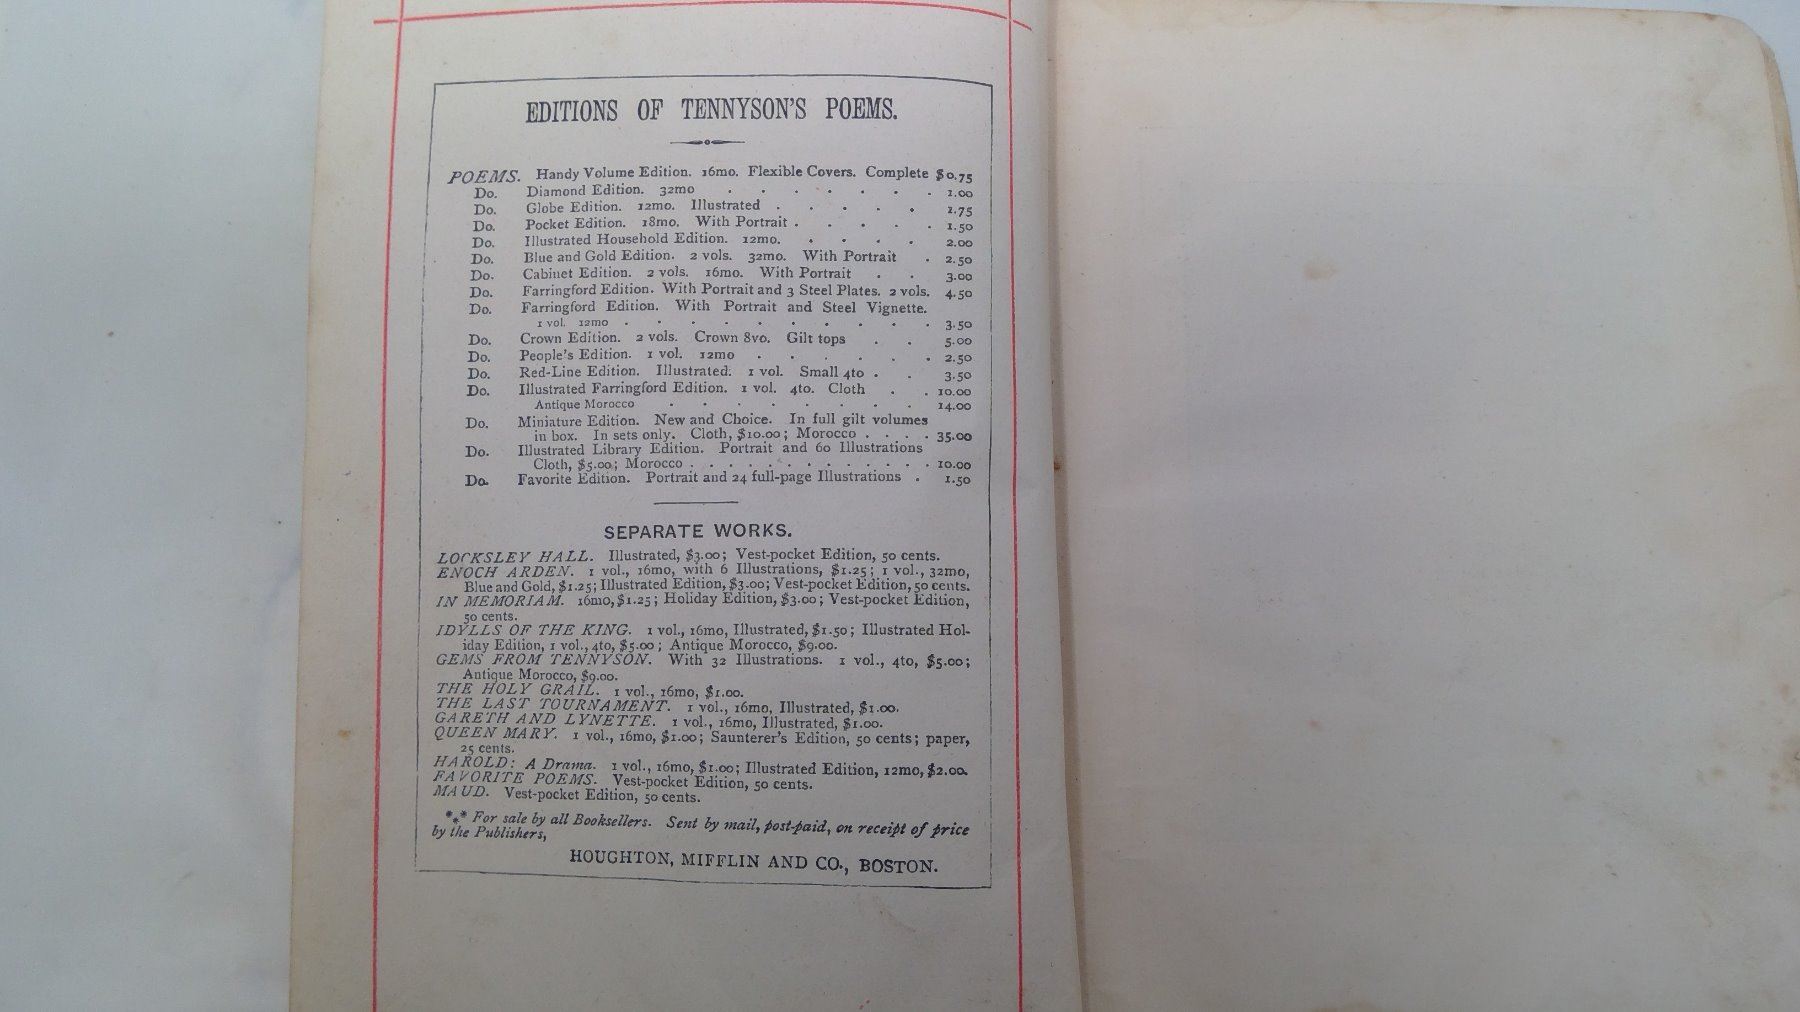 EDITIONS OF TENNYSON'S POEMS.
POEMS. Handy Volume Edition. 16mo. Flexible Covers. Complete $0.75
Do. Diamond Edition. 32mo . . . . . . . 1.00
Do. Globe Edition. 12mo. Illustrated . . . . . 1.75
Do. Pocket Edition. 18mo. With Portrait . . . . . 1.50
Do. Illustrated Household Edition. 12mo. . . . . 2.00
Do. Blue and Gold Edition. 2 vols. 32mo. With Portrait . 2.50
Do. Cabinet Edition. 2 vols. 16mo. With Portrait . . 3.00
Do. Farringford Edition. With Portrait and 3 Steel Plates. 2 vols. 4.50
Do. Farringford Edition. With Portrait and Steel Vignette.
1 vol. 12mo . . . . . . . . . . 3.50
Do. Crown Edition. 2 vols. Crown 8vo. Gilt tops . . 5.00
Do. People's Edition. 1 vol. 12mo . . . . . . 2.50
Do. Red-Line Edition. Illustrated. 1 vol. Small 4to . . 3.50
Do. Illustrated Farringford Edition. 1 vol. 4to. Cloth . . 10.00
Antique Morocco . . . . . . . . 14.00
Do. Miniature Edition. New and Choice. In full gilt volumes
in box. In sets only. Cloth, $10.00; Morocco . . . . 35.00
Do. Illustrated Library Edition. Portrait and 60 Illustrations
Cloth, $5.00; Morocco . . . . . . . . . . . . 10.00
Do. Favorite Edition. Portrait and 24 full-page Illustrations . 1.50
SEPARATE WORKS.
LOCKSLEY HALL. Illustrated, $3.00; Vest-pocket Edition, 50 cents.
ENOCH ARDEN. 1 vol., 16mo, with 6 Illustrations, $1.25; 1 vol., 32mo,
Blue and Gold, $1.25; Illustrated Edition, $3.00; Vest-pocket Edition, 50 cents.
IN MEMORIAM. 16mo, $1.25; Holiday Edition, $3.00; Vest-pocket Edition,
50 cents.
IDYLLS OF THE KING. 1 vol., 16mo, Illustrated, $1.50; Illustrated Hol-
iday Edition, 1 vol., 4to, $5.00; Antique Morocco, $9.00.
GEMS FROM TENNYSON. With 32 Illustrations. 1 vol., 4to, $5.00;
Antique Morocco, $9.00.
THE HOLY GRAIL. 1 vol., 16mo, $1.00.
THE LAST TOURNAMENT. 1 vol., 16mo, Illustrated, $1.00.
GARETH AND LYNETTE. 1 vol., 16mo, Illustrated, $1.00.
QUEEN MARY. 1 vol., 16mo, $1.00; Saunterer's Edition, 50 cents; paper,
25 cents.
HAROLD: A Drama. 1 vol., 16mo, $1.00; Illustrated Edition, 12mo, $2.00.
FAVORITE POEMS. Vest-pocket Edition, 50 cents.
MAUD. Vest-pocket Edition, 50 cents.
*** For sale by all Booksellers. Sent by mail, post-paid, on receipt of price
by the Publishers,
HOUGHTON, MIFFLIN AND CO., BOSTON.